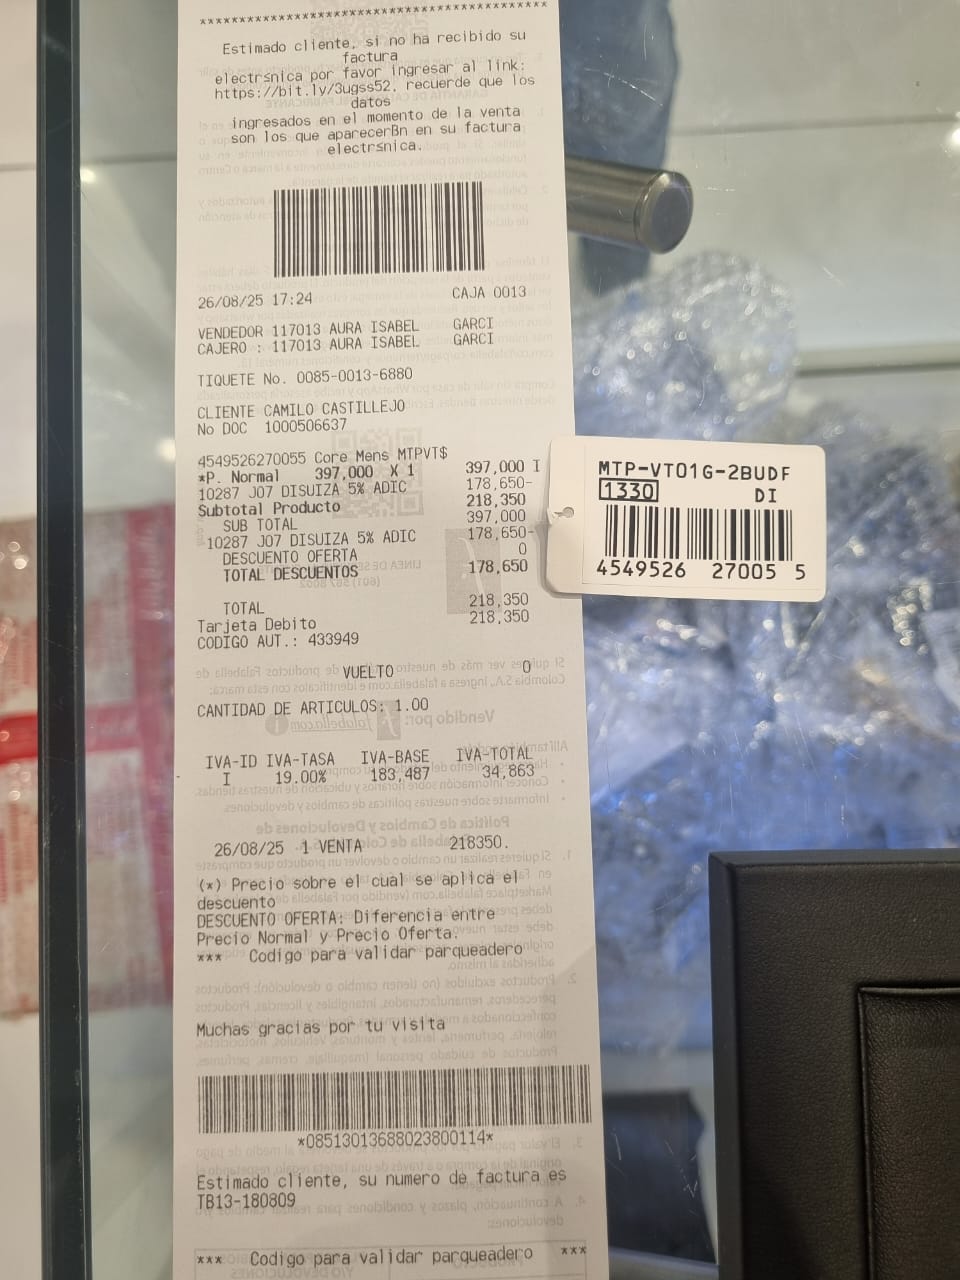 ******************************************
Estimado cliente, si no ha recibido su
factura
electrsnica por favor ingresar al link:
https://bit.ly/3ugss52, recuerde que los
datos
ingresados en el momento de la venta
son los que aparecerBn en su factura
electrsnica.
26/08/25 17:24 CAJA 0013
VENDEDOR 117013 AURA ISABEL GARCI
CAJERO : 117013 AURA ISABEL GARCI
TIQUETE No. 0085-0013-6880
CLIENTE CAMILO CASTILLEJO
No DOC 1000506637
4549526270055 Core Mens MTPVT$
*P. Normal 397,000 X 1 397,000 I
10287 J07 DISUIZA 5% ADIC 178,650-
Subtotal Producto 218,350
SUB TOTAL 397,000
10287 J07 DISUIZA 5% ADIC 178,650-
DESCUENTO OFERTA 0
TOTAL DESCUENTOS 178,650
TOTAL 218,350
Tarjeta Debito 218,350
CODIGO AUT.: 433949
VUELTO 0
CANTIDAD DE ARTICULOS: 1.00
IVA-ID IVA-TASA IVA-BASE IVA-TOTAL
I 19.00% 183,487 34,863
26/08/25 1 VENTA 218350.
(*) Precio sobre el cual se aplica el
descuento
DESCUENTO OFERTA: Diferencia entre
Precio Normal y Precio Oferta.
*** Codigo para validar parqueadero
Muchas gracias por tu visita
*08513013688023800114*
Estimado cliente, su numero de factura es
TB13-180809
*** Codigo para validar parqueadero ***
MTP-VT01G-2BUDF
1330 DI
4549526 27005 5